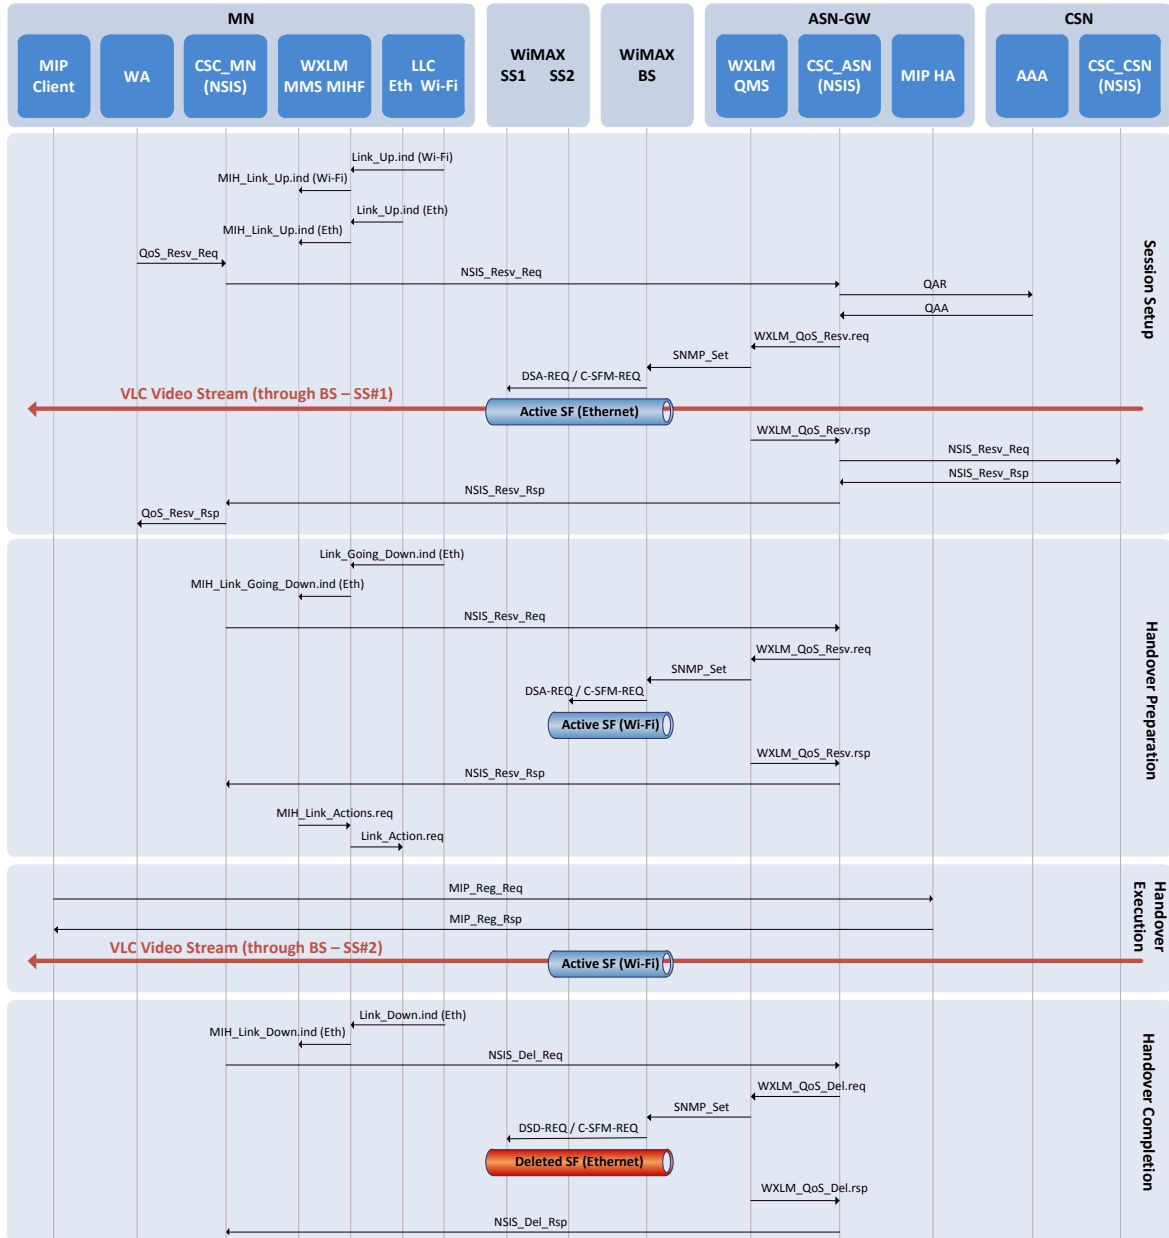 MN
ASN-GW
CSN
MIP
Client
WA
CSC_MN
(NSIS)
WXLM
MMS MIHF
LLC
Eth Wi-Fi
WiMAX
SS1 SS2
WiMAX
BS
WXLM
QMS
CSC_ASN
(NSIS)
MIP HA
AAA
CSC_CSN
(NSIS)
Session Setup
Link_Up.ind (Wi-Fi)
MIH_Link_Up.ind (Wi-Fi)
Link_Up.ind (Eth)
MIH_Link_Up.ind (Eth)
QoS_Resv_Req
NSIS_Resv_Req
QAR
QAA
WXLM_QoS_Resv.req
SNMP_Set
DSA-REQ / C-SFM-REQ
VLC Video Stream (through BS – SS#1)
Active SF (Ethernet)
WXLM_QoS_Resv.rsp
NSIS_Resv_Req
NSIS_Resv_Rsp
NSIS_Resv_Rsp
QoS_Resv_Rsp
Handover Preparation
Link_Going_Down.ind (Eth)
MIH_Link_Going_Down.ind (Eth)
NSIS_Resv_Req
WXLM_QoS_Resv.req
SNMP_Set
DSA-REQ / C-SFM-REQ
Active SF (Wi-Fi)
WXLM_QoS_Resv.rsp
NSIS_Resv_Rsp
MIH_Link_Actions.req
Link_Action.req
Handover
Execution
MIP_Reg_Req
MIP_Reg_Rsp
VLC Video Stream (through BS – SS#2)
Active SF (Wi-Fi)
Handover Completion
Link_Down.ind (Eth)
MIH_Link_Down.ind (Eth)
NSIS_Del_Req
WXLM_QoS_Del.req
SNMP_Set
DSD-REQ / C-SFM-REQ
Deleted SF (Ethernet)
WXLM_QoS_Del.rsp
NSIS_Del_Rsp